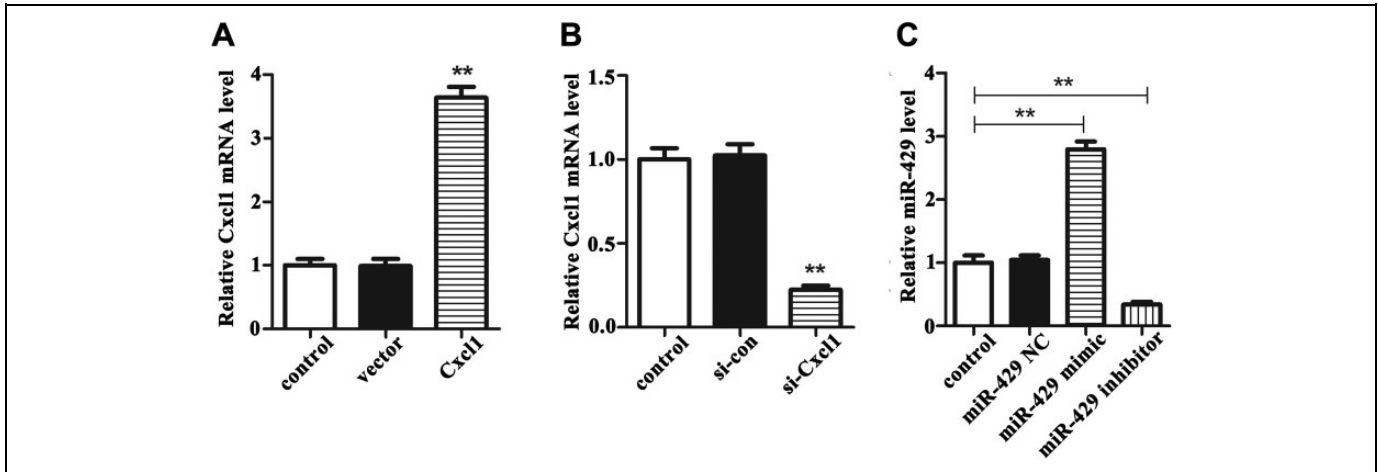 A
Relative Cxcl1 mRNA level
4
3
2
1
0
**
control
vector
Cxcl1
B
Relative Cxcl1 mRNA level
1.5
1.0
0.5
0.0
**
control
si-con
si-Cxcl1
C
Relative miR-429 level
4
3
2
1
0
**
**
control
miR-429 NC
miR-429 mimic
miR-429 inhibitor